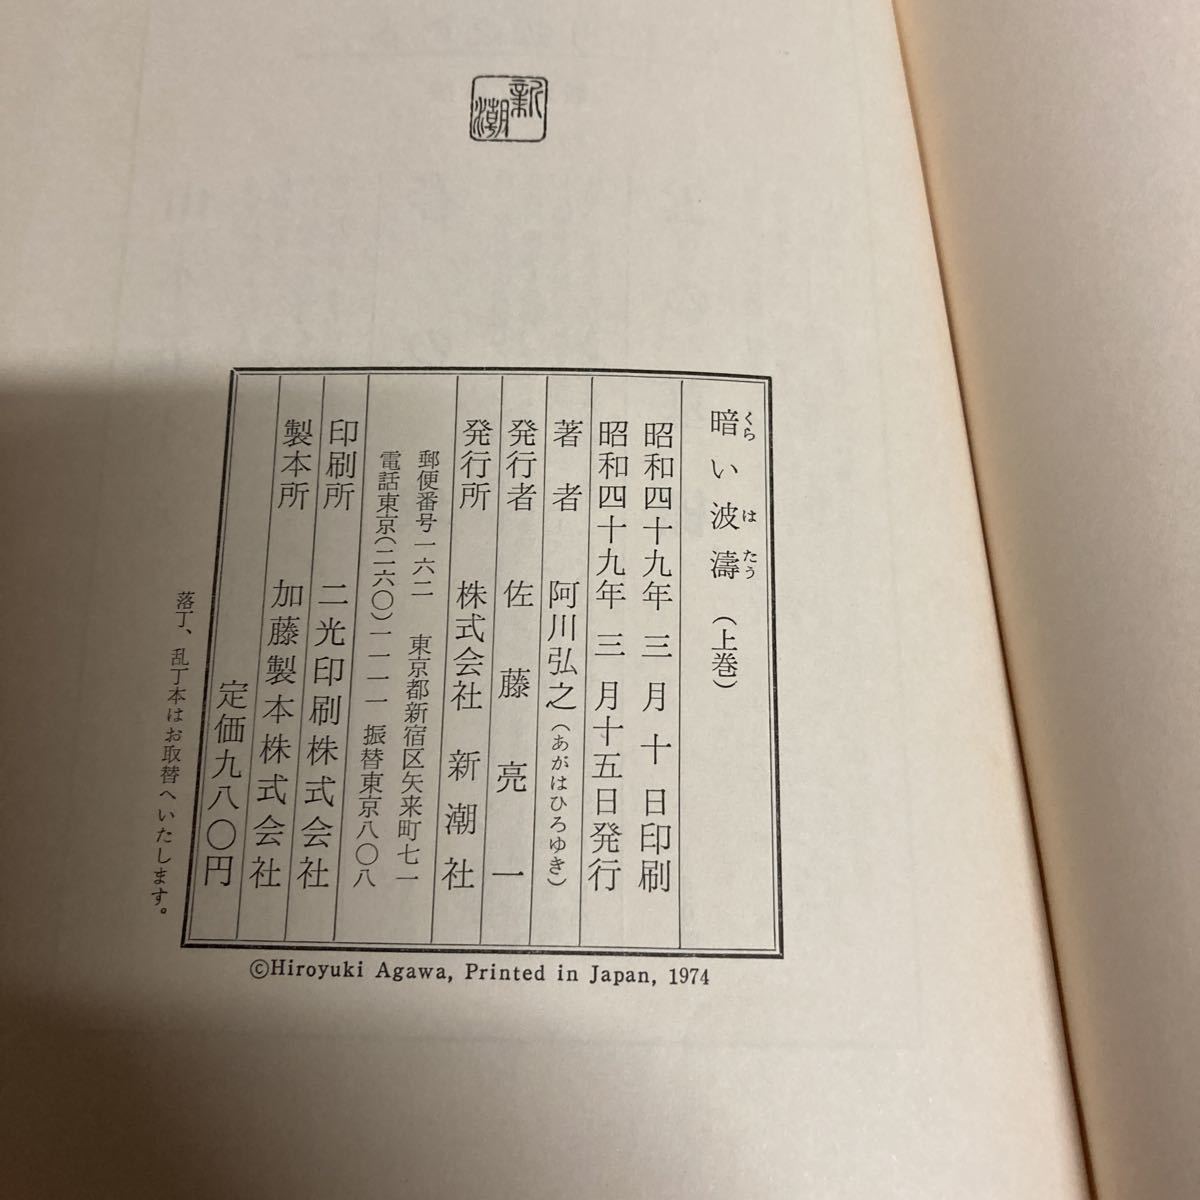 新潮
暗い波濤（上巻）
くら は たう
昭和四十九年 三 月 十 日印刷
昭和四十九年 三 月十五日発行
著 者 阿川弘之（あがはひろゆき）
発行者 佐藤亮一
発行所 株式会社 新潮社
郵便番号一六二 東京都新宿区矢来町七一
電話東京（二六〇）一一一一 振替東京八〇八
印刷所 二光印刷株式会社
製本所 加藤製本株式会社
定価九八〇円
落丁、乱丁本はお取替へいたします。
©Hiroyuki Agawa, Printed in Japan, 1974